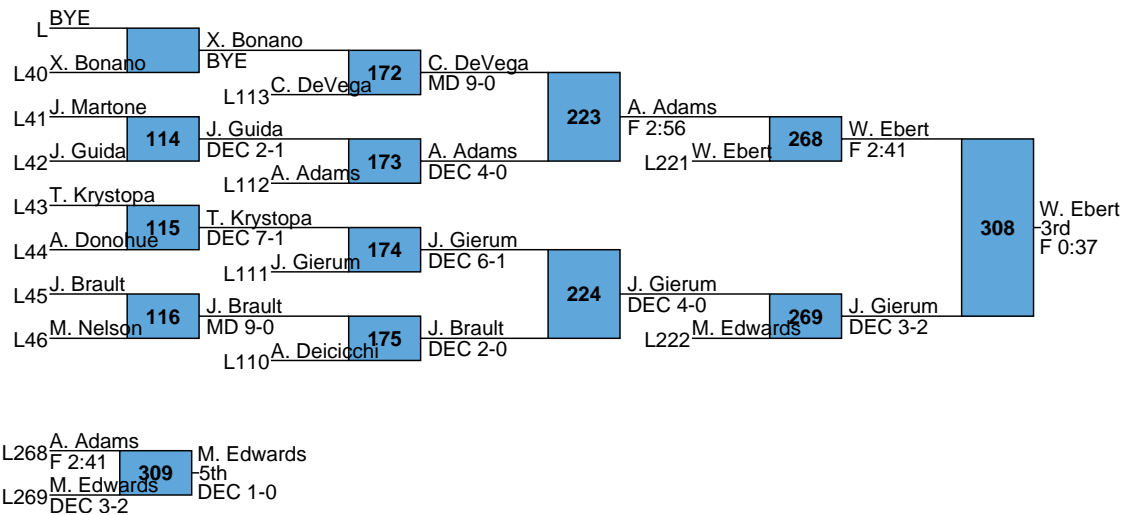 BYE
L
X. Bonano
BYE
L40 X. Bonano
172
C. DeVega
MD 9-0
L113 C. DeVega
L41 J. Martone
114
J. Guida
DEC 2-1
L42 J. Guida
173
A. Adams
DEC 4-0
L112 A. Adams
223
A. Adams
F 2:56
268
W. Ebert
F 2:41
L221 W. Ebert
L43 T. Krystopa
115
T. Krystopa
DEC 7-1
L44 A. Donohue
174
J. Gierum
DEC 6-1
L111 J. Gierum
308
W. Ebert
3rd
F 0:37
L45 J. Brault
116
J. Brault
MD 9-0
L46 M. Nelson
175
J. Brault
DEC 2-0
L110 A. Deicicchi
224
J. Gierum
DEC 4-0
269
J. Gierum
DEC 3-2
L222 M. Edwards
L268 A. Adams
F 2:41
309
M. Edwards
5th
DEC 1-0
L269 M. Edwards
DEC 3-2